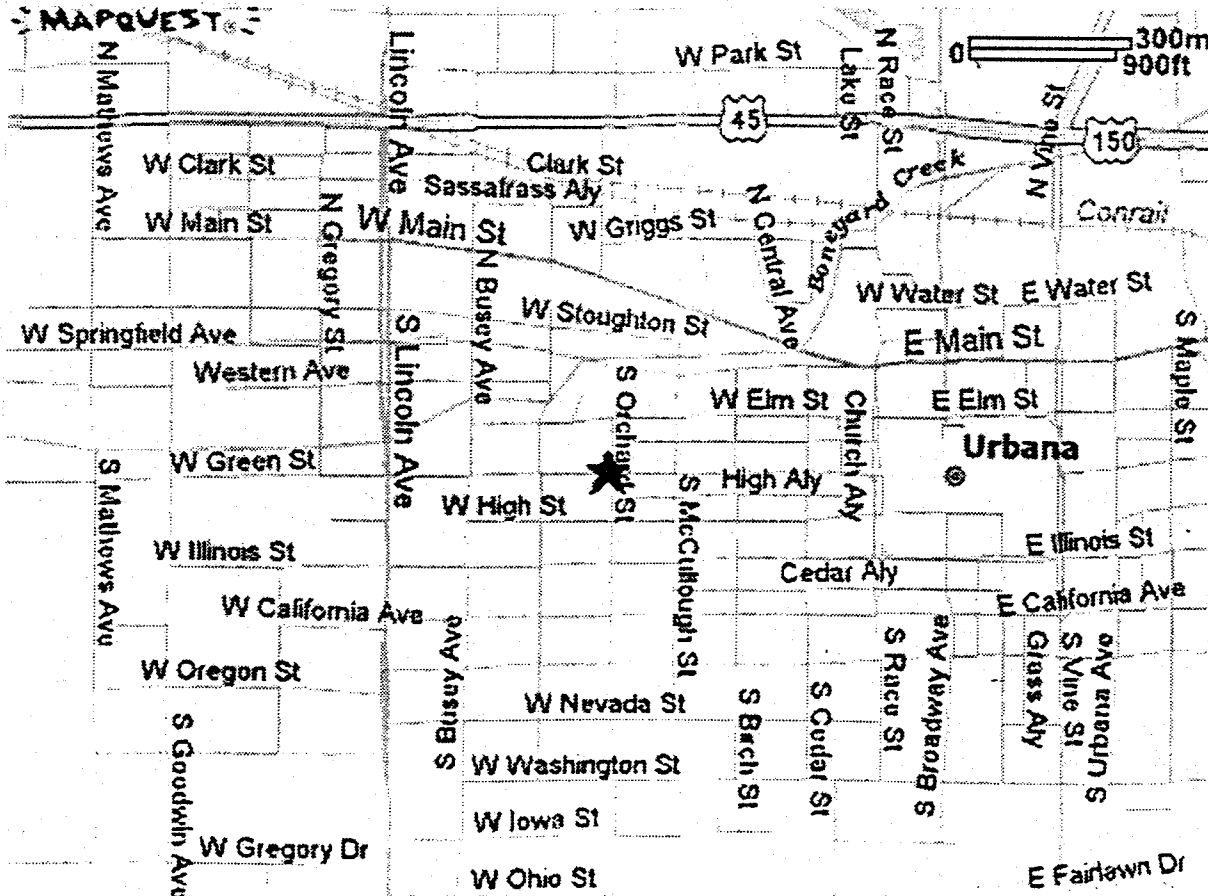 MAPQUEST
W Park St
0
300m
900ft
N Mathews Ave
Lincoln Ave
Lake St
N Race St
N Vine St
45
150
W Clark St
Clark St
Sassafrass Aly
Boneyard Creek
Conrail
W Main St
N Gregory St
W Main St
W Griggs St
N Central Ave
N Busey Ave
W Stoughton St
W Water St
E Water St
W Springfield Ave
S Lincoln Ave
E Main St
S Maple St
Western Ave
S Orchard St
W Elm St
Church Aly
E Elm St
Urbana
W Green St
S Mathews Ave
W High St
S McCullough St
High Aly
W Illinois St
E Illinois St
Cedar Aly
W California Ave
E California Ave
S Busey Ave
S Race St
S Broadway Ave
Grass Aly
S Vine St
S Urbana Ave
W Oregon St
W Nevada St
S Birch St
S Cedar St
S Goodwin Ave
W Washington St
W Iowa St
W Gregory Dr
W Ohio St
E Fairlawn Dr